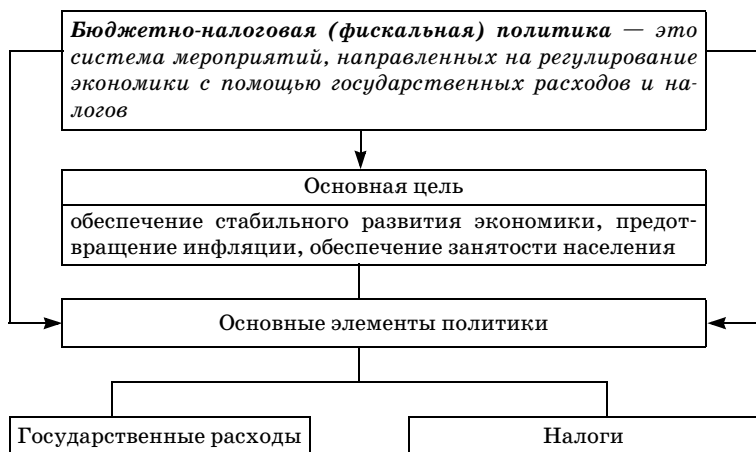 Бюджетно-налоговая (фискальная) политика — это
система мероприятий, направленных на регулирование
экономики с помощью государственных расходов и на-
логов
Основная цель
обеспечение стабильного развития экономики, предот-
вращение инфляции, обеспечение занятости населения
Основные элементы политики
Государственные расходы
Налоги